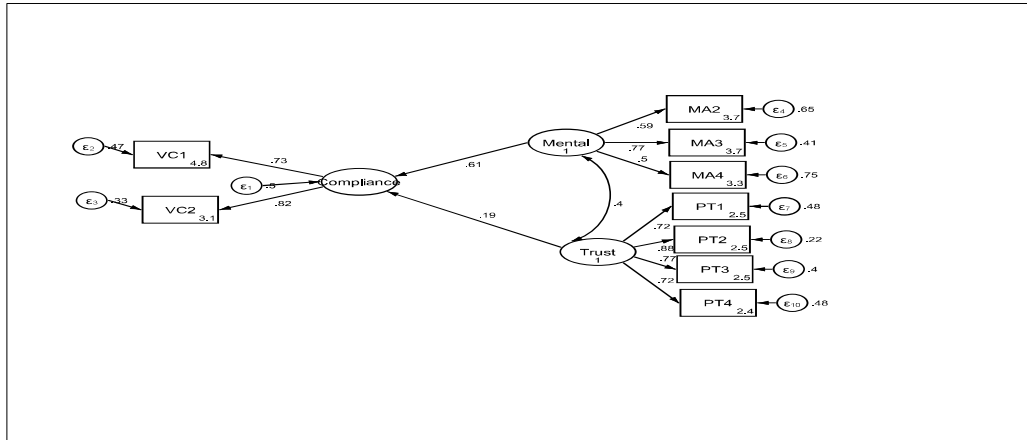 MA2
3.7
ε4
.65
.59
ε2
.47
VC1
4.8
.73
Mental
1
.77
MA3
3.7
ε5
.41
.61
.5
MA4
3.3
ε6
.75
ε1
.5
Compliance
ε3
.33
VC2
3.1
.82
.4
.19
PT1
2.5
ε7
.48
.72
PT2
2.5
ε8
.22
.88
Trust
1
.77
PT3
2.5
ε9
.4
.72
PT4
2.4
ε10
.48